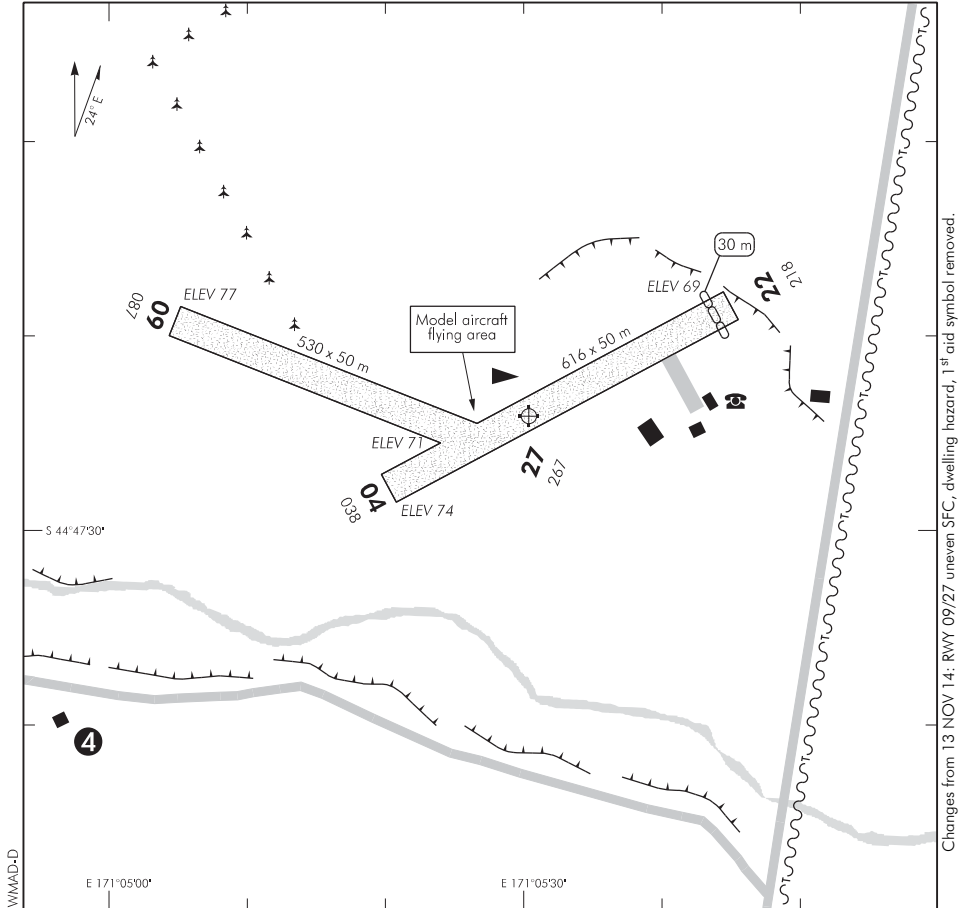 24° E
30 m
22
218
ELEV 69
ELEV 77
09
087
Model aircraft
flying area
530 x 50 m
616 x 50 m
ELEV 71
27
267
04
038
ELEV 74
S 44°47'30"
4
E 171°05'00"
E 171°05'30"
WMAD-D
Changes from 13 NOV 14: RWY 09/27 uneven SFC, dwelling hazard, 1st aid symbol removed.
T
T
T
T
T
T